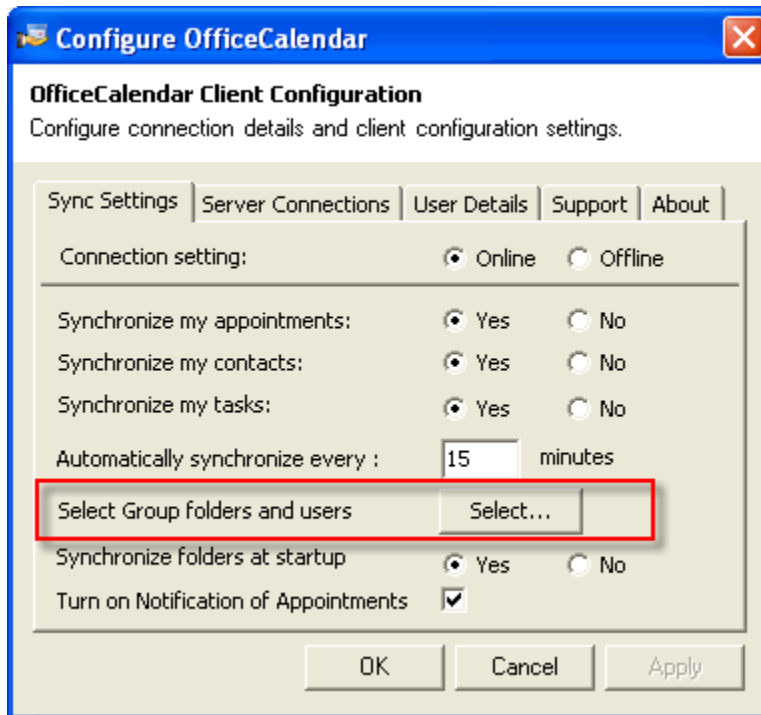 Configure OfficeCalendar
OfficeCalendar Client Configuration
Configure connection details and client configuration settings.
Sync Settings Server Connections User Details Support About
Connection setting: Online Offline
Synchronize my appointments: Yes No
Synchronize my contacts: Yes No
Synchronize my tasks: Yes No
Automatically synchronize every : 15 minutes
Select Group folders and users Select...
Synchronize folders at startup Yes No
Turn on Notification of Appointments
OK Cancel Apply